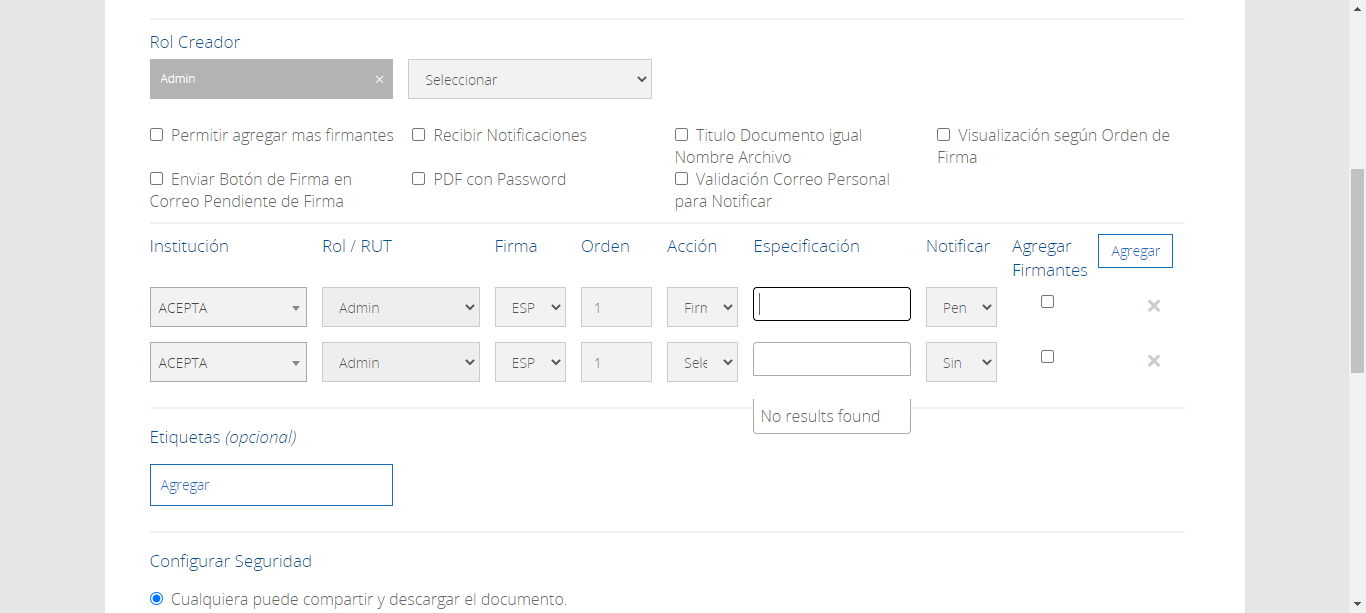 Rol Creador
Admin ×
Seleccionar
Permitir agregar mas firmantes
Recibir Notificaciones
Titulo Documento igual
Nombre Archivo
Visualización según Orden de
Firma
Enviar Botón de Firma en
Correo Pendiente de Firma
PDF con Password
Validación Correo Personal
para Notificar
Institución Rol / RUT Firma Orden Acción Especificación Notificar Agregar
Firmantes
Agregar
ACEPTA Admin ESP 1 Firm Pen ×
ACEPTA Admin ESP 1 Sele Sin ×
No results found
Etiquetas (opcional)
Agregar
Configurar Seguridad
Cualquiera puede compartir y descargar el documento.